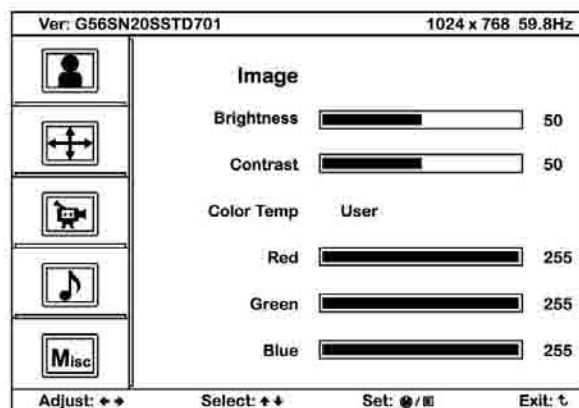 Ver: G56SN20SSTD701 1024 x 768 59.8Hz
Image
Brightness 50
Contrast 50
Color Temp User
Red 255
Green 255
Blue 255
Misc
Adjust: ←→ Select: ↑↓ Set: Ⓜ/⊞ Exit: ↰